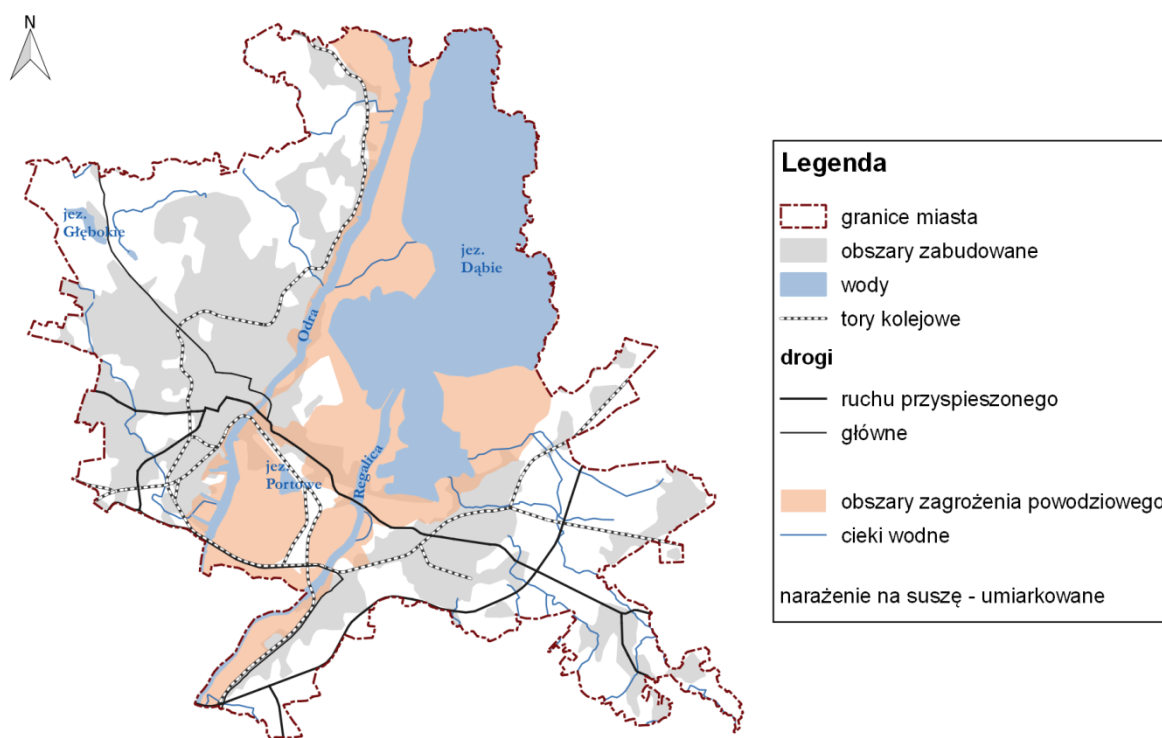 N
jez.
Głębokie
jez.
Dąbie
Odra
jez.
Portowe
Regalica
Legenda
granice miasta
obszary zabudowane
wody
tory kolejowe
drogi
ruchu przyspieszonego
główne
obszary zagrożenia powodziowego
cieki wodne
narażenie na suszę - umiarkowane